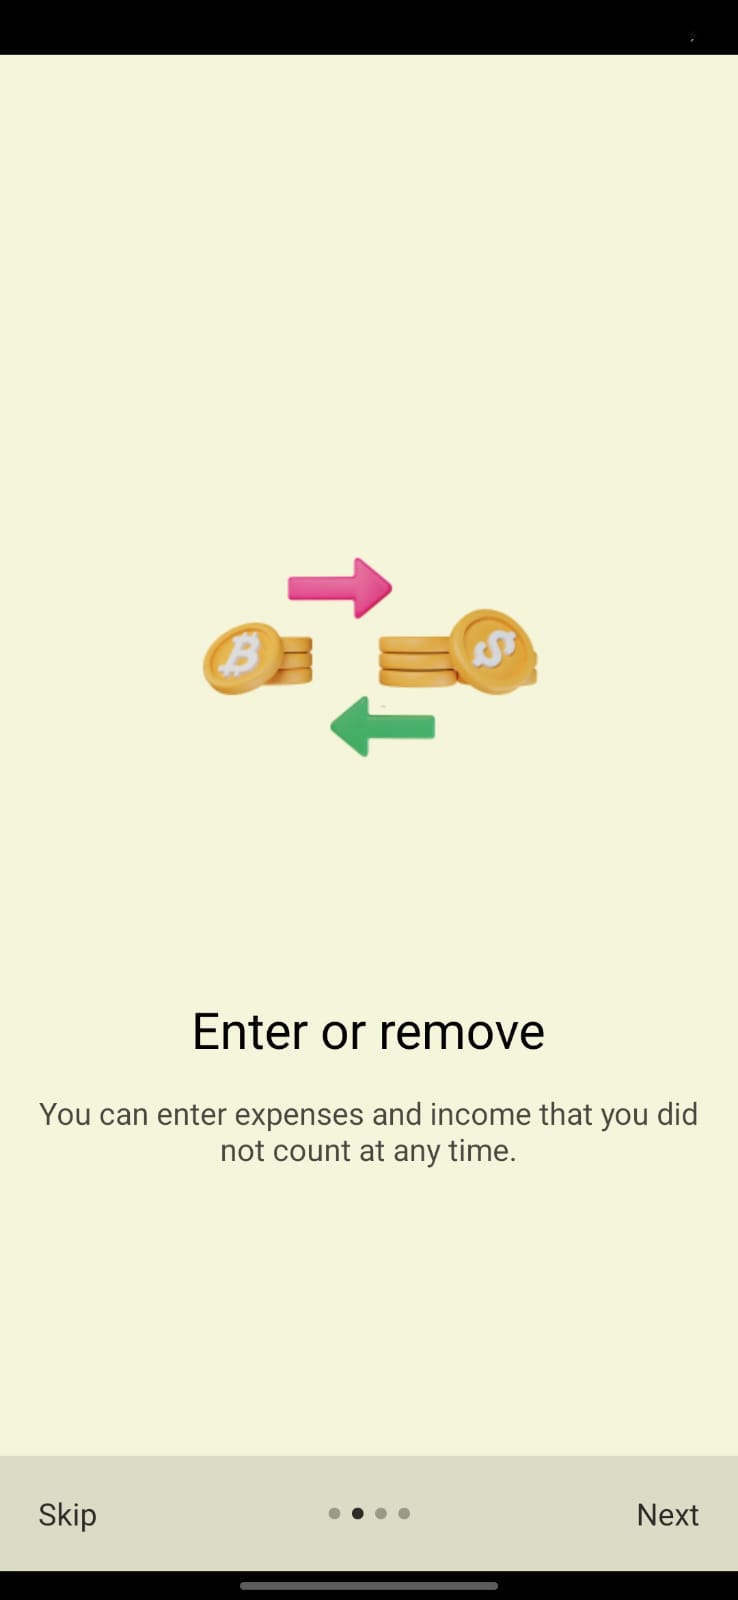 Enter or remove
You can enter expenses and income that you did
not count at any time.
Skip
Next